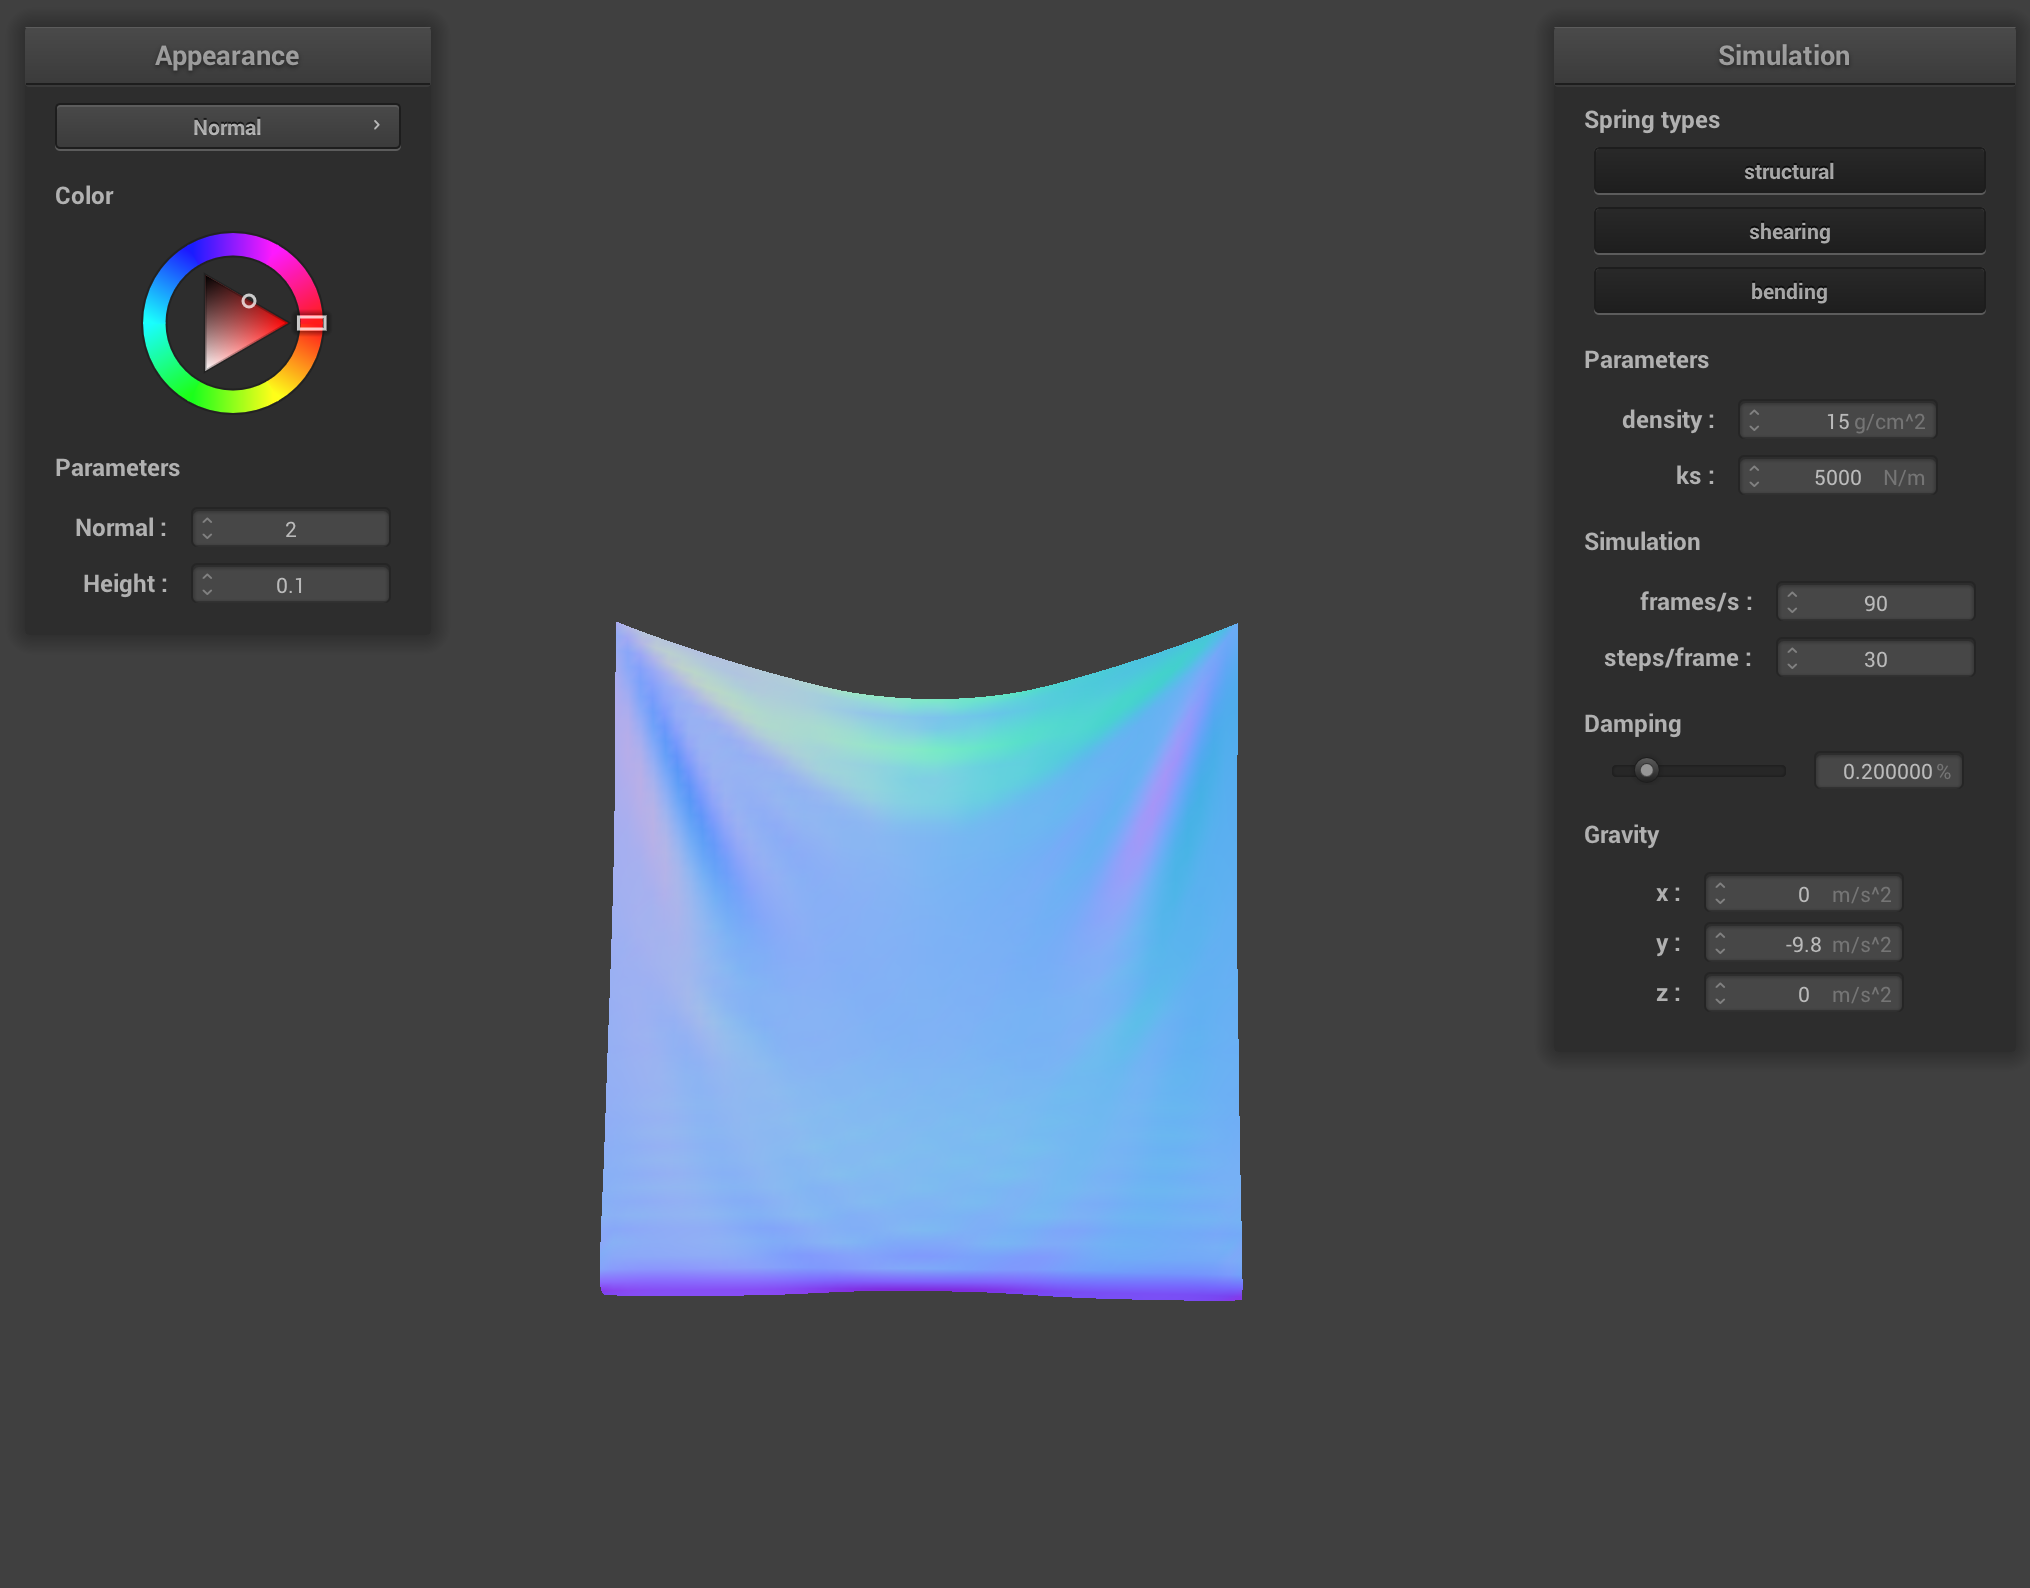 Appearance
Normal
Color
Parameters
Normal : 2
Height : 0.1
Simulation
Spring types
structural
shearing
bending
Parameters
density : 15 g/cm^2
ks : 5000 N/m
Simulation
frames/s : 90
steps/frame : 30
Damping
0.200000 %
Gravity
x : 0 m/s^2
y : -9.8 m/s^2
z : 0 m/s^2